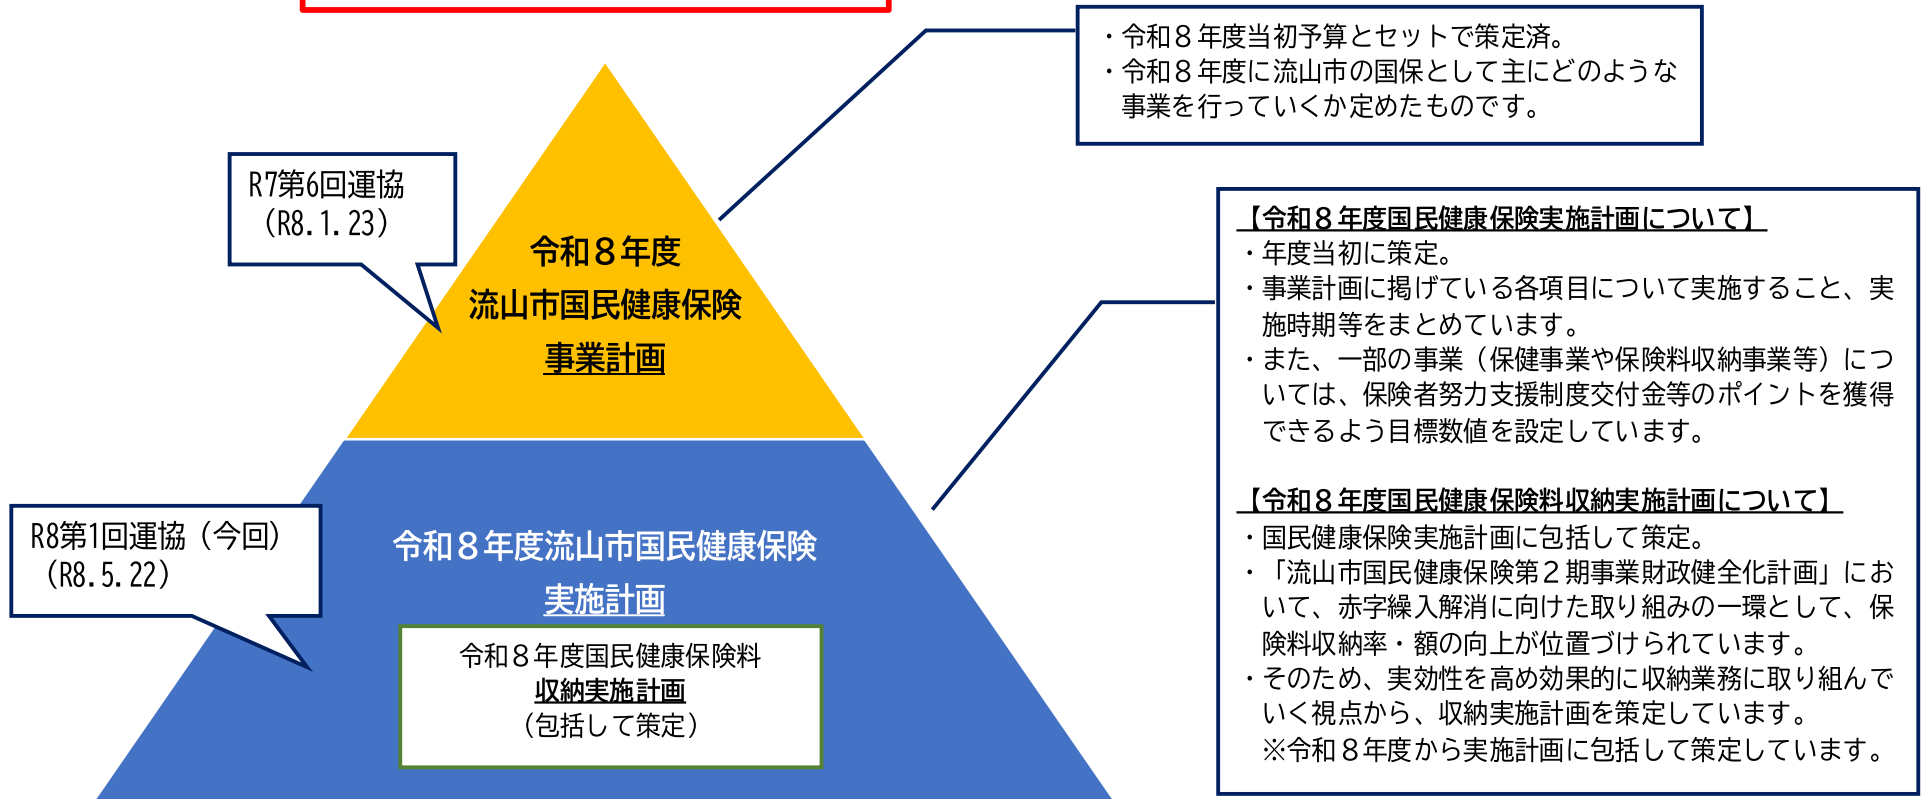 ・令和８年度当初予算とセットで策定済。
・令和８年度に流山市の国保として主にどのような
事業を行っていくか定めたものです。
R7第6回運協
（R8.1.23）
令和８年度
流山市国民健康保険
事業計画
【令和８年度国民健康保険実施計画について】
・年度当初に策定。
・事業計画に掲げている各項目について実施すること、実
施時期等をまとめています。
・また、一部の事業（保健事業や保険料収納事業等）につ
いては、保険者努力支援制度交付金等のポイントを獲得
できるよう目標数値を設定しています。
【令和８年度国民健康保険料収納実施計画について】
・国民健康保険実施計画に包括して策定。
・「流山市国民健康保険第２期事業財政健全化計画」にお
いて、赤字繰入解消に向けた取り組みの一環として、保
険料収納率・額の向上が位置づけられています。
・そのため、実効性を高め効果的に収納業務に取り組んで
いく視点から、収納実施計画を策定しています。
※令和８年度から実施計画に包括して策定しています。
R8第1回運協（今回）
（R8.5.22）
令和８年度流山市国民健康保険
実施計画
令和８年度国民健康保険料
収納実施計画
（包括して策定）